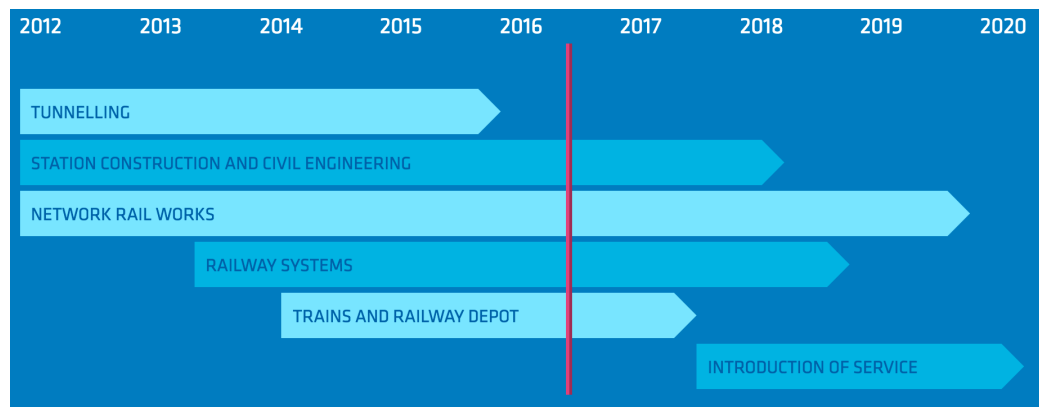 2012 2013 2014 2015 2016 2017 2018 2019 2020
TUNNELLING
STATION CONSTRUCTION AND CIVIL ENGINEERING
NETWORK RAIL WORKS
RAILWAY SYSTEMS
TRAINS AND RAILWAY DEPOT
INTRODUCTION OF SERVICE